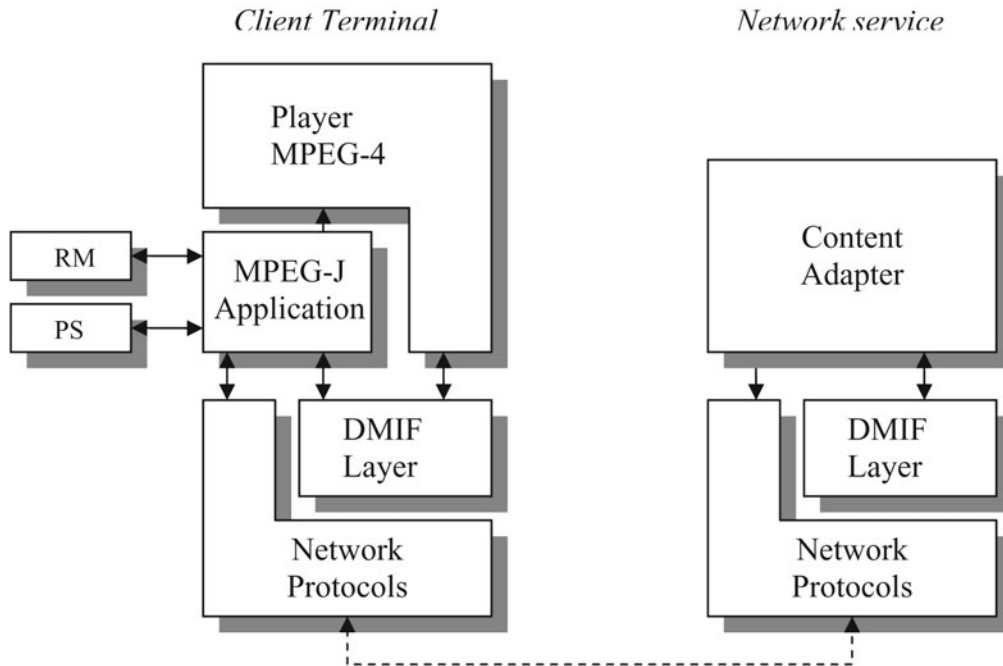 Client Terminal
Network service
Player
MPEG-4
RM
PS
MPEG-J
Application
Content
Adapter
DMIF
Layer
Network
Protocols
DMIF
Layer
Network
Protocols